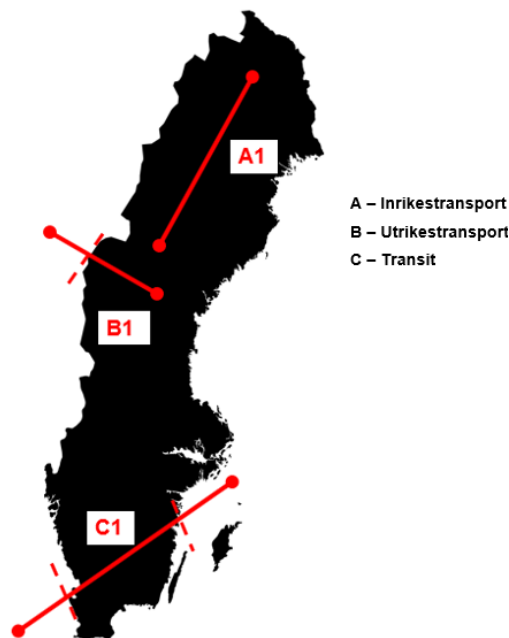 A1
A – Inrikestransport
B – Utrikestransport
C – Transit
B1
C1